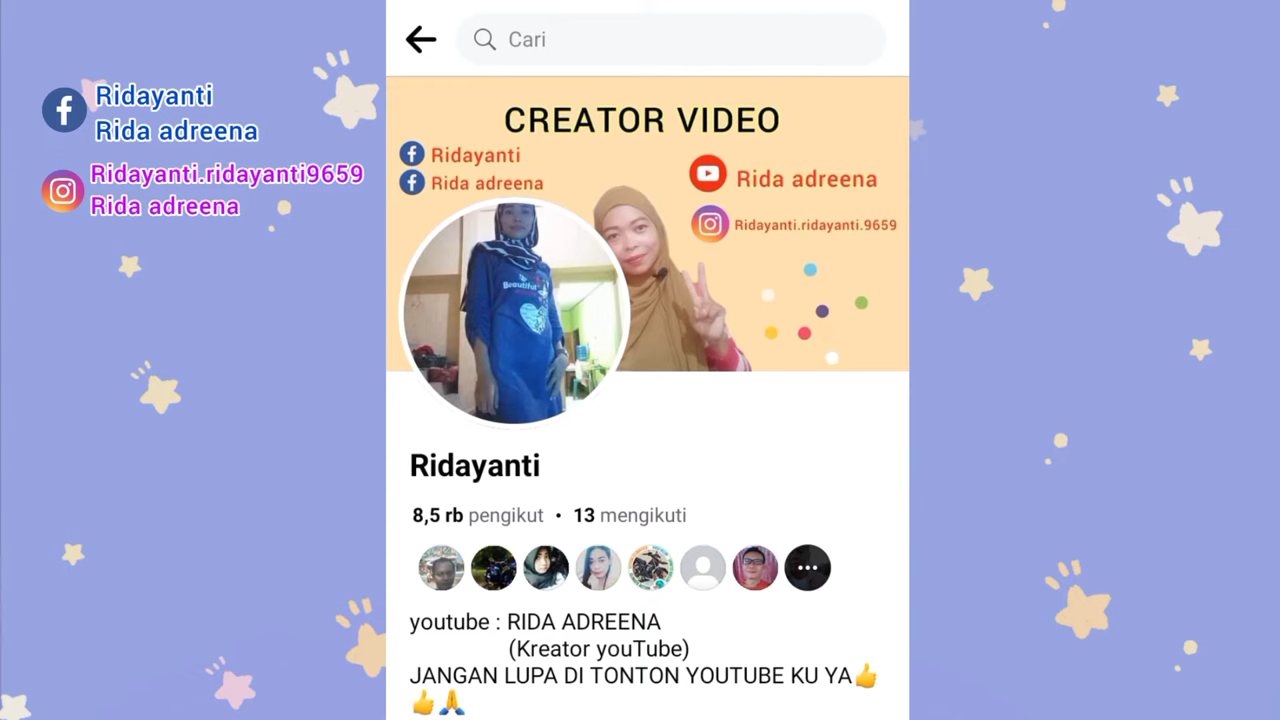 Ridayanti
Rida adreena
Ridayanti.ridayanti9659
Rida adreena
Cari
CREATOR VIDEO
Ridayanti
Rida adreena
Rida adreena
Ridayanti.ridayanti.9659
Beautiful
Ridayanti
8,5 rb pengikut • 13 mengikuti
youtube : RIDA ADREENA
(Kreator youTube)
JANGAN LUPA DI TONTON YOUTUBE KU YA👍
👍🙏